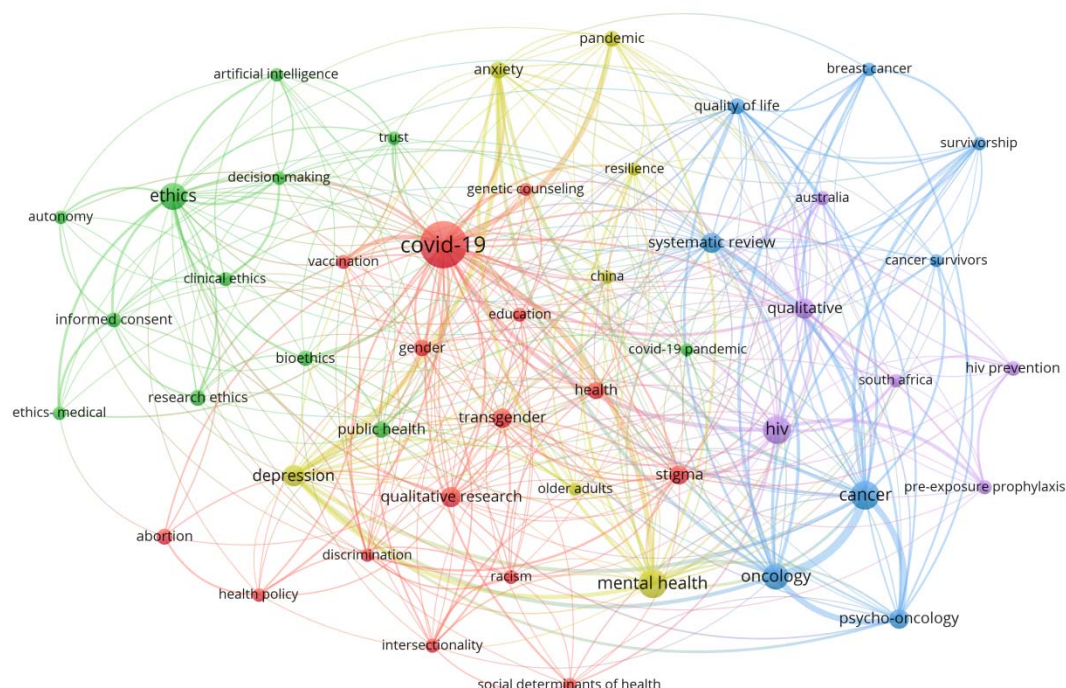 pandemic
anxiety
breast cancer
artificial intelligence
quality of life
trust
survivorship
resilience
decision-making
genetic counseling
ethics
australia
autonomy
covid-19
systematic review
vaccination
cancer survivors
clinical ethics
china
qualitative
education
informed consent
gender
covid-19 pandemic
bioethics
hiv prevention
south africa
health
research ethics
ethics- medical
transgender
public health
hiv
depression
stigma
older adults
pre-exposure prophylaxis
qualitative research
cancer
abortion
discrimination
racism
mental health
oncology
health policy
psycho-oncology
intersectionality
social determinants of health